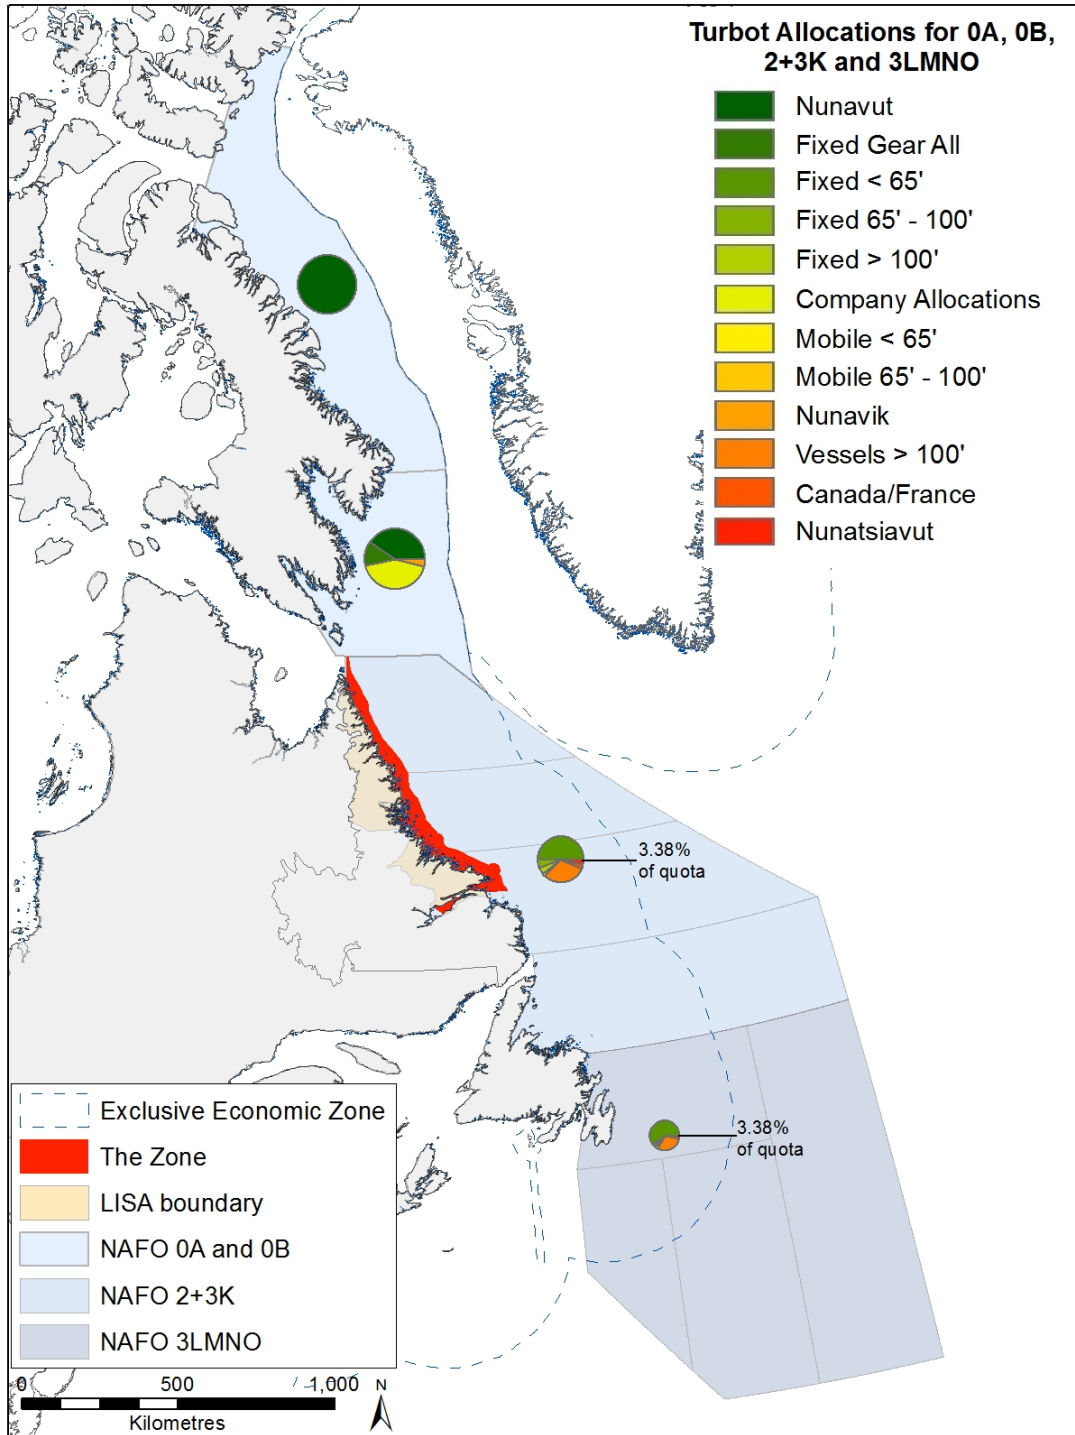 Turbot Allocations for 0A, 0B,
2+3K and 3LMNO
Nunavut
Fixed Gear All
Fixed < 65'
Fixed 65' - 100'
Fixed > 100'
Company Allocations
Mobile < 65'
Mobile 65' - 100'
Nunavik
Vessels > 100'
Canada/France
Nunatsiavut
3.38%
of quota
3.38%
of quota
Exclusive Economic Zone
The Zone
LISA boundary
NAFO 0A and 0B
NAFO 2+3K
NAFO 3LMNO
0 500 1,000
Kilometres
N